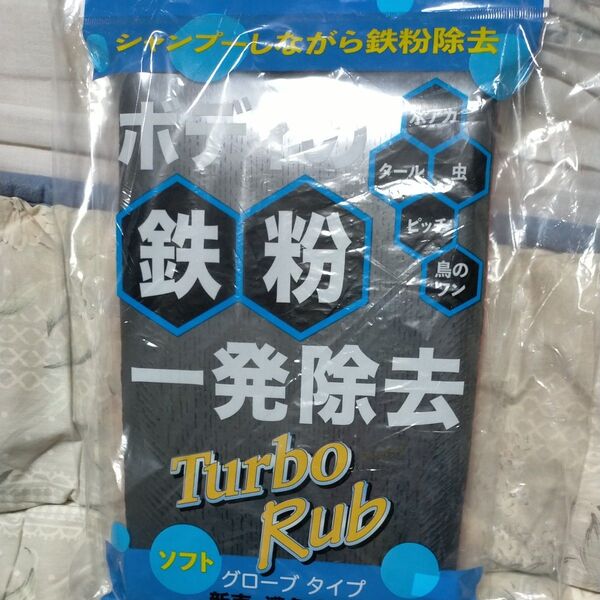 シャンプーしながら鉄粉除去
ボディの
水アカ
タール
虫
ピッチ
鳥の
フン
鉄粉
一発除去
Turbo
Rub
ソフト
グローブ タイプ